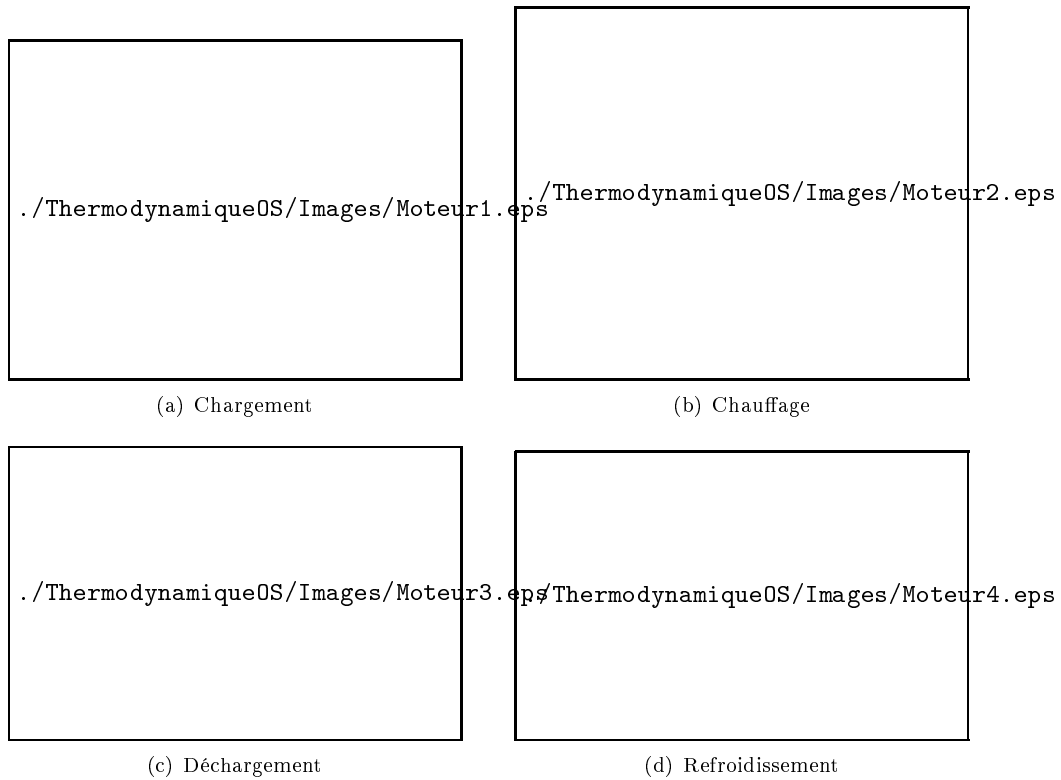 ./ThermodynamiqueOS/Images/Moteur1.eps
./ThermodynamiqueOS/Images/Moteur2.eps
(a) Chargement
(b) Chauffage
./ThermodynamiqueOS/Images/Moteur3.eps
./ThermodynamiqueOS/Images/Moteur4.eps
(c) Déchargement
(d) Refroidissement